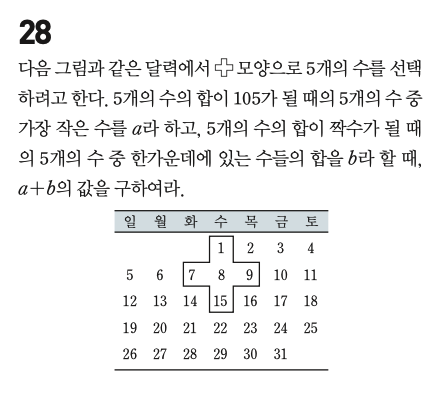 28
다음 그림과 같은 달력에서 모양으로 5개의 수를 선택
하려고 한다. 5개의 수의 합이 105가 될 때의 5개의 수 중
가장 작은 수를 a라 하고, 5개의 수의 합이 짝수가 될 때
의 5개의 수 중 한가운데에 있는 수들의 합을 b라 할 때,
a+b의 값을 구하여라.
일 월 화 수 목 금 토
1 2 3 4
5 6 7 8 9 10 11
12 13 14 15 16 17 18
19 20 21 22 23 24 25
26 27 28 29 30 31